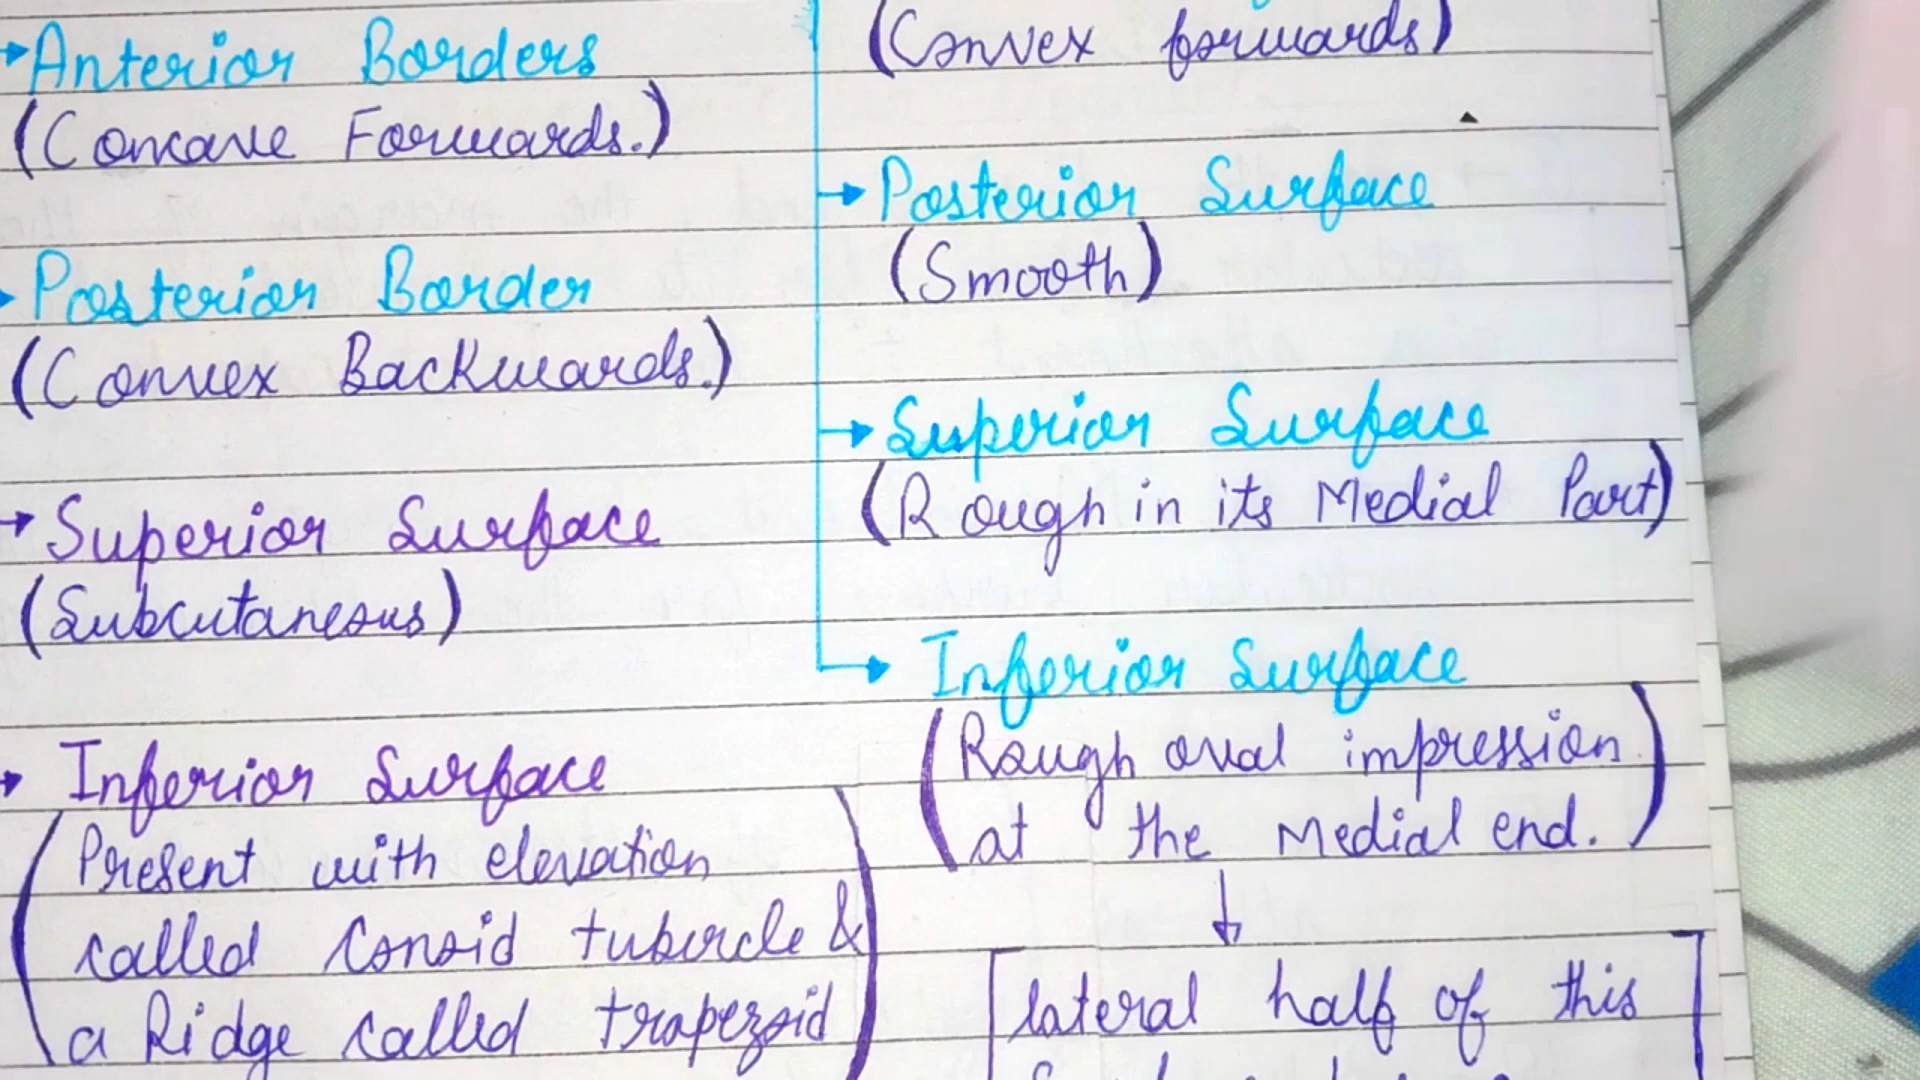 Anterior Borders
(Concave Forwards.)
Posterior Border
(Convex Backwards.)
Superior Surface
(Subcutaneous)
Inferior Surface
(Present with elevation
called Conoid tubercle &
a Ridge called trapezoid
(Convex forwards)
Posterior Surface
(Smooth)
Superior Surface
(Rough in its Medial Part)
Inferior Surface
(Rough oval impression
at the Medial end.)
[lateral half of this]